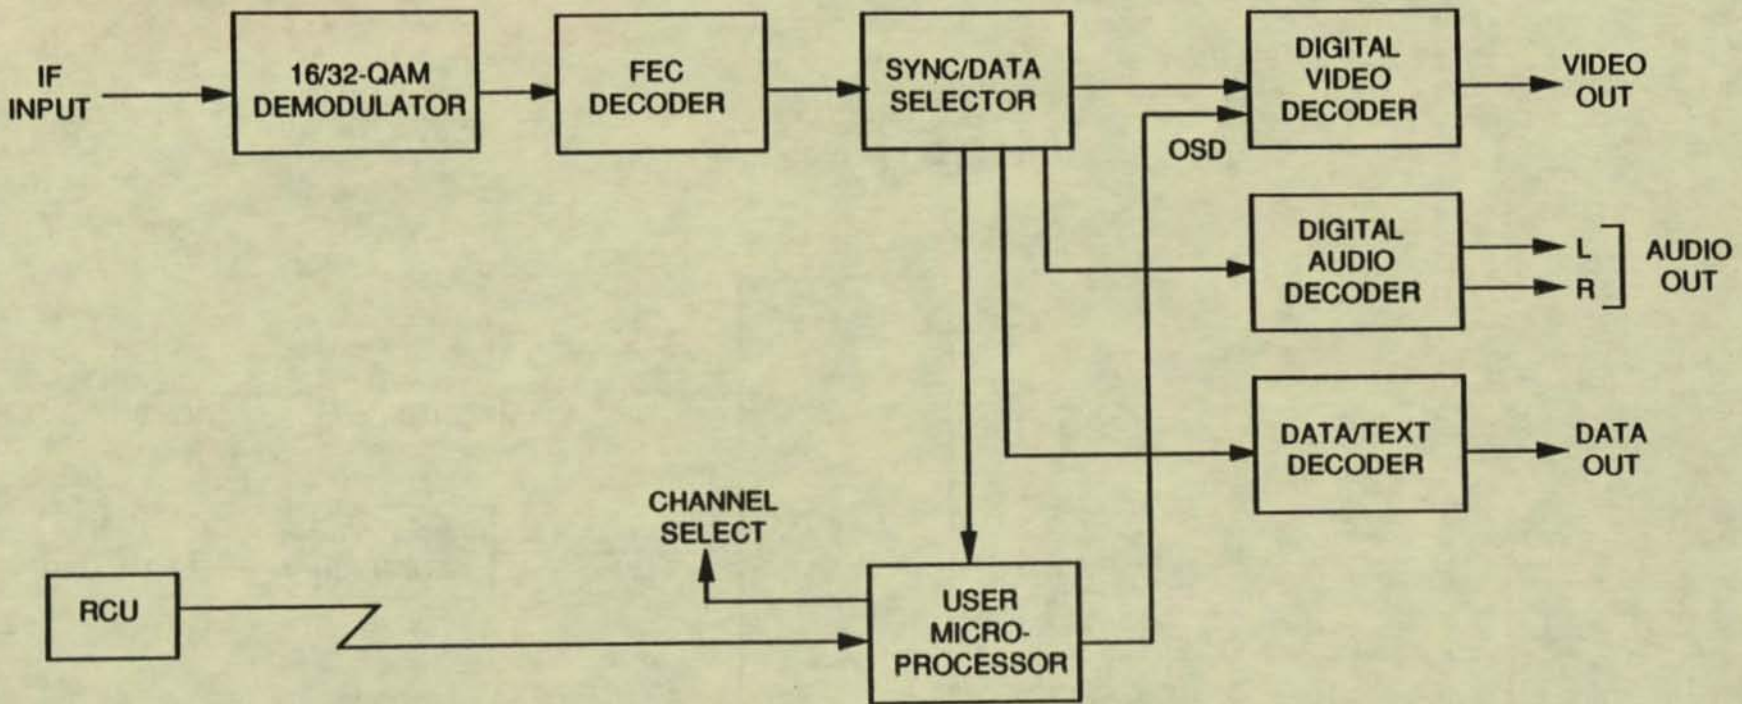 IF
INPUT
16/32-QAM
DEMODULATOR
FEC
DECODER
SYNC/DATA
SELECTOR
DIGITAL
VIDEO
DECODER
VIDEO
OUT
OSD
DIGITAL
AUDIO
DECODER
L
R
AUDIO
OUT
DATA/TEXT
DECODER
DATA
OUT
CHANNEL
SELECT
RCU
USER
MICRO-
PROCESSOR